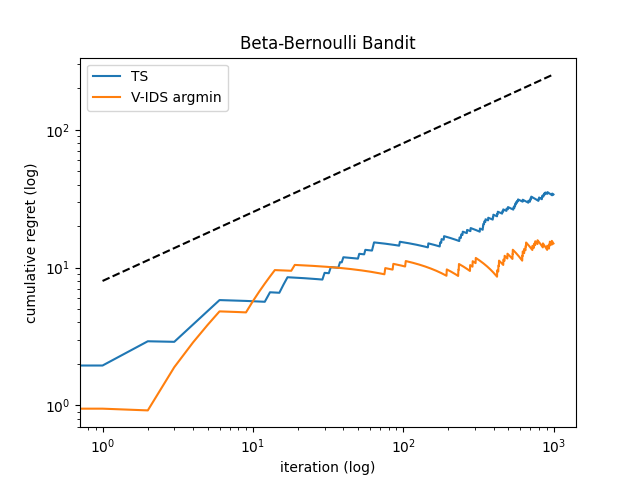 Beta-Bernoulli Bandit
TS
V-IDS argmin
cumulative regret (log)
10²
10¹
10⁰
10⁰ 10¹ 10² 10³
iteration (log)